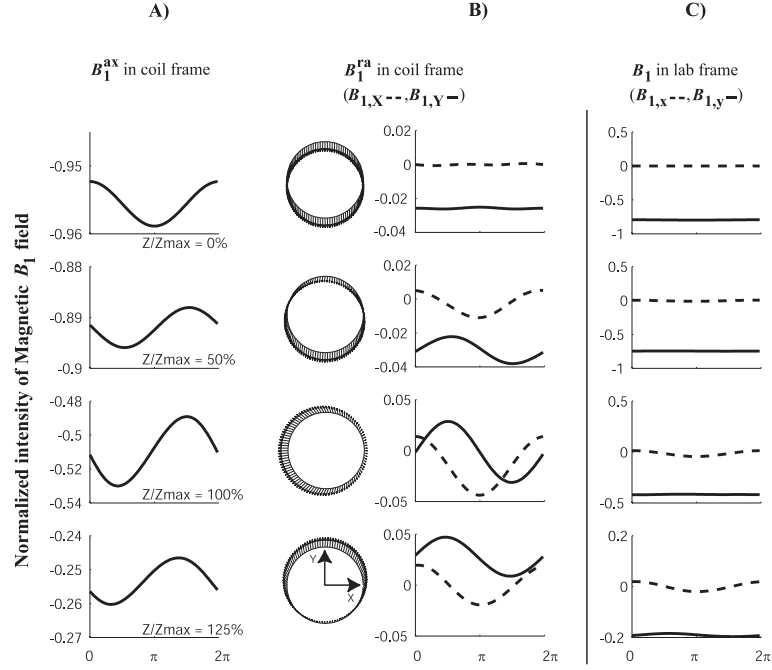 A) B) C)
B₁ᵃˣ in coil frame
B₁ʳᵃ in coil frame
(B₁,X - - -, B₁,Y —)
B₁ in lab frame
(B₁,x - - -, B₁,y —)
Normalized intensity of Magnetic B₁ field
-0.95
-0.96
Z/Zmax = 0%
0.02
0
-0.02
-0.04
0.5
0
-0.5
-1
-0.88
-0.89
-0.9
Z/Zmax = 50%
0.02
0
-0.02
-0.04
0.5
0
-0.5
-1
-0.48
-0.5
-0.52
-0.54
Z/Zmax = 100%
0.05
0
-0.05
0.5
0
-0.5
-0.24
-0.25
-0.26
-0.27
Z/Zmax = 125%
0 π 2π
Y
X
0.05
0
-0.05
0 π 2π
0.2
0
-0.2
0 π 2π